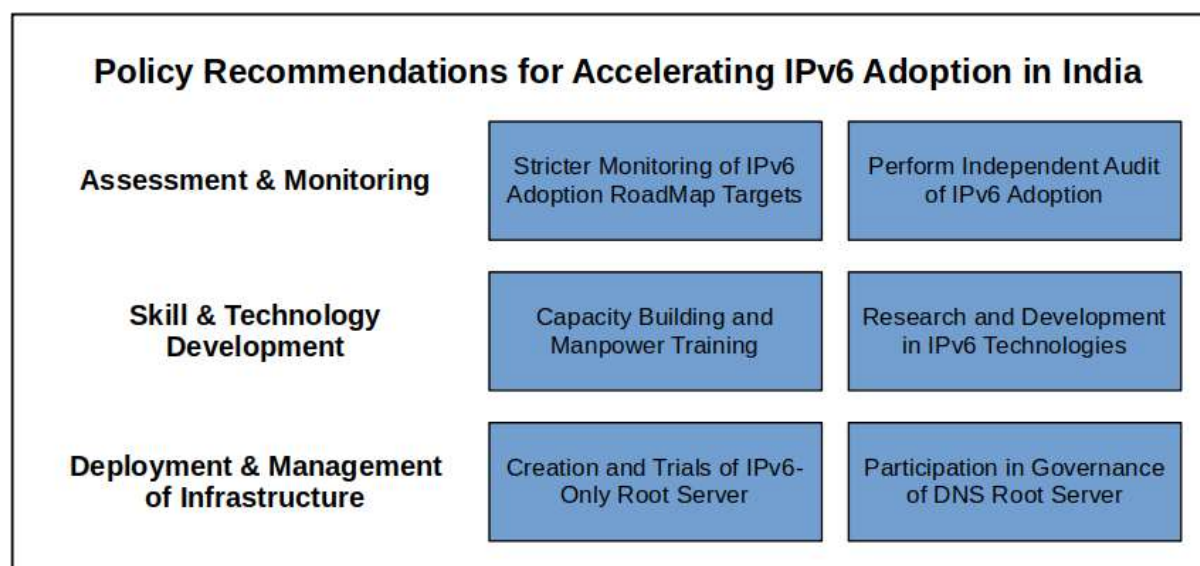 Policy Recommendations for Accelerating IPv6 Adoption in India
Assessment & Monitoring
Stricter Monitoring of IPv6
Adoption RoadMap Targets
Perform Independent Audit
of IPv6 Adoption
Skill & Technology
Development
Capacity Building and
Manpower Training
Research and Development
in IPv6 Technologies
Deployment & Management
of Infrastructure
Creation and Trials of IPv6-
Only Root Server
Participation in Governance
of DNS Root Server